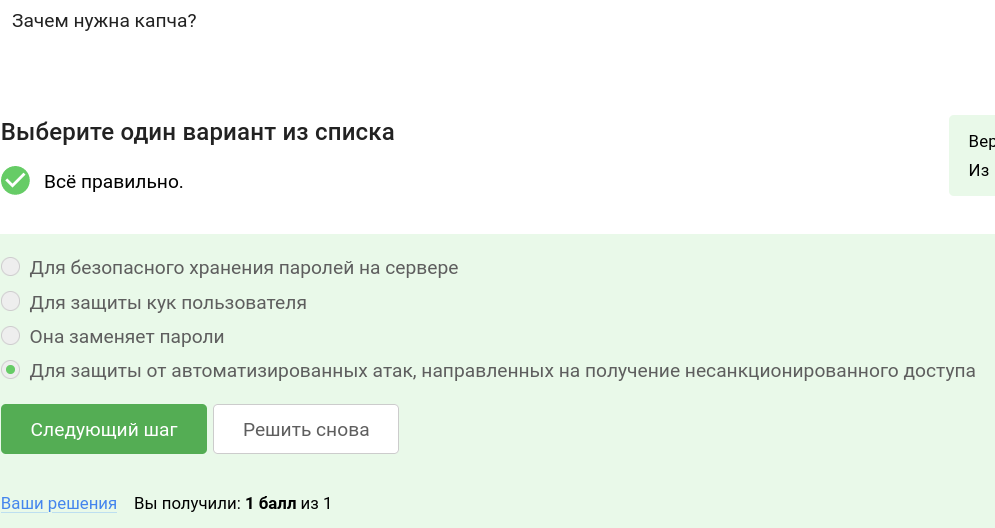 Зачем нужна капча?
Выберите один вариант из списка
Всё правильно.
Вер
Из
Для безопасного хранения паролей на сервере
Для защиты кук пользователя
Она заменяет пароли
Для защиты от автоматизированных атак, направленных на получение несанкционированного доступа
Следующий шаг
Решить снова
Ваши решения Вы получили: 1 балл из 1